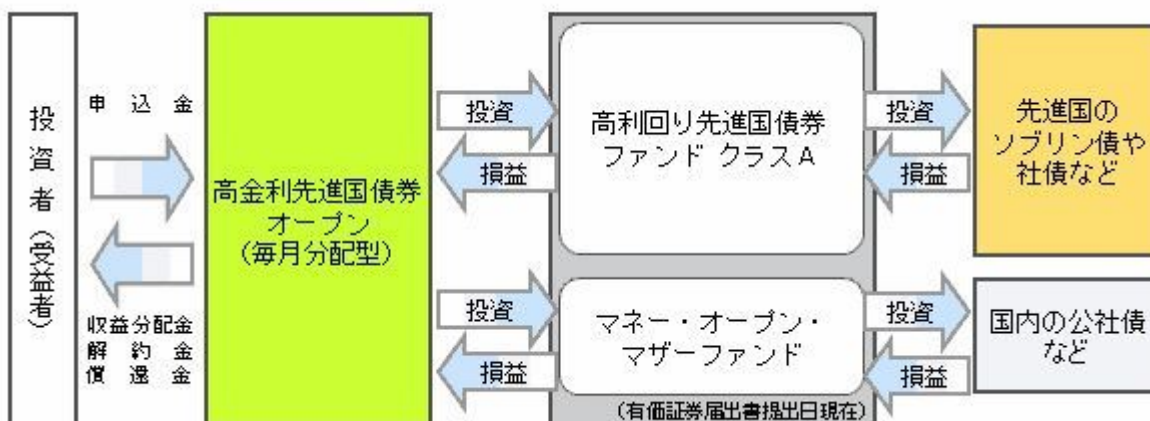 投資者（受益者）
申込金
収益分配金
解約金
償還金
高金利先進国債券
オープン
（毎月分配型）
投資
損益
投資
損益
高利回り先進国債券
ファンド クラスＡ
マネー・オープン・
マザーファンド
（有価証券届出書提出日現在）
投資
損益
投資
損益
先進国の
ソブリン債や
社債など
国内の公社債
など